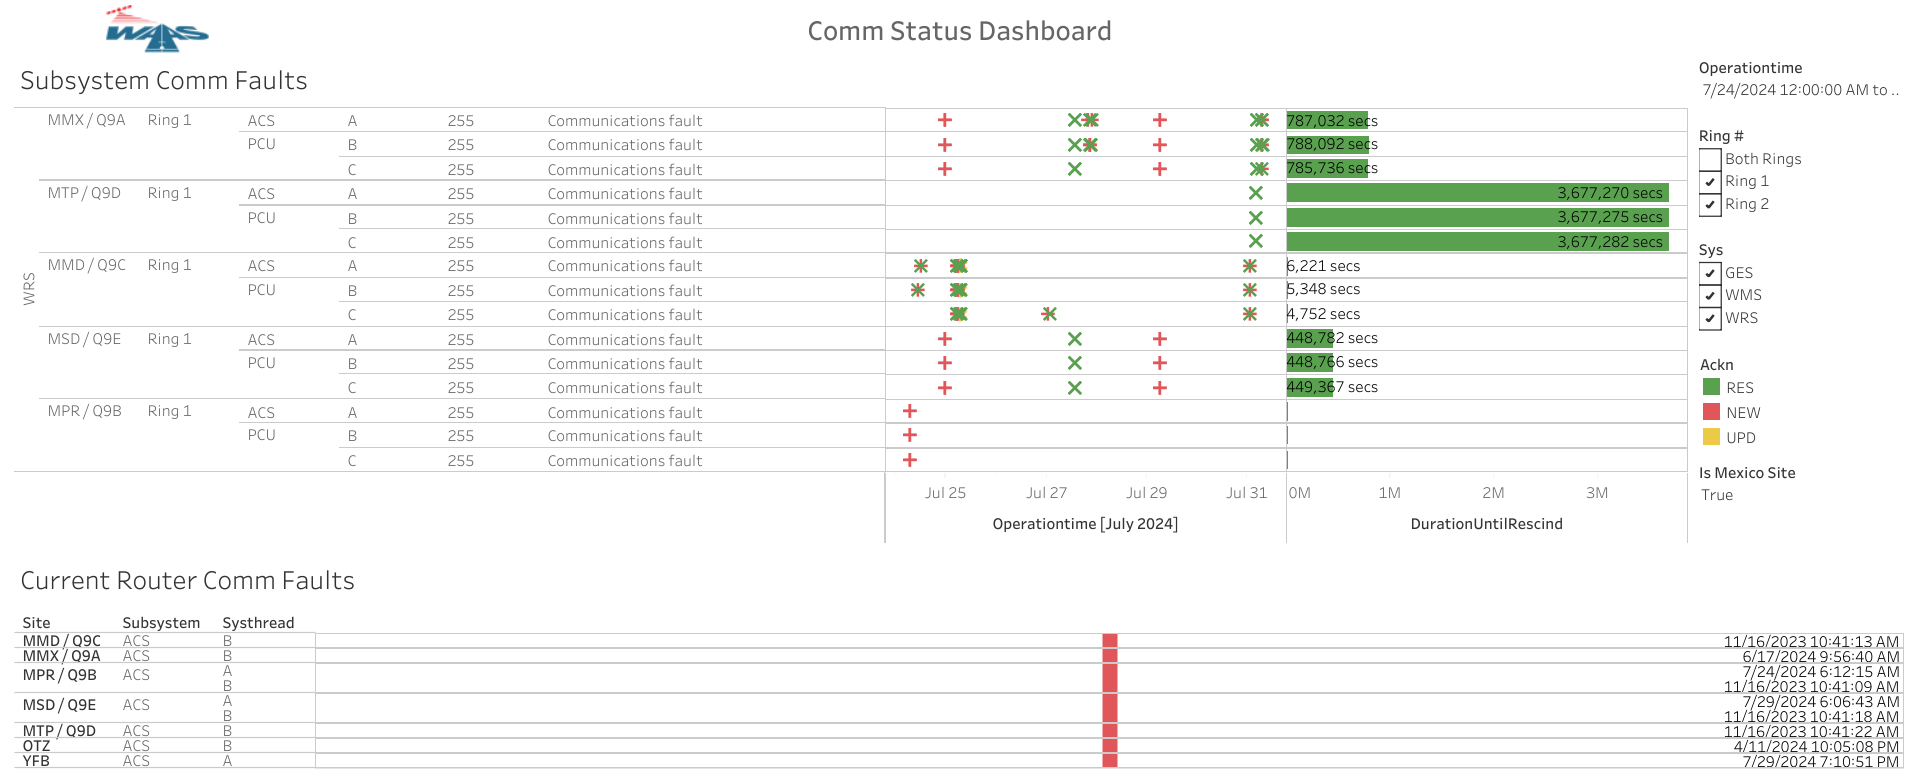 WAAS
Comm Status Dashboard
Subsystem Comm Faults
WRS
MMX / Q9A Ring 1 ACS A 255 Communications fault 787,032 secs
PCU B 255 Communications fault 788,092 secs
C 255 Communications fault 785,736 secs
MTP / Q9D Ring 1 ACS A 255 Communications fault 3,677,270 secs
PCU B 255 Communications fault 3,677,275 secs
C 255 Communications fault 3,677,282 secs
MMD / Q9C Ring 1 ACS A 255 Communications fault 6,221 secs
PCU B 255 Communications fault 5,348 secs
C 255 Communications fault 4,752 secs
MSD / Q9E Ring 1 ACS A 255 Communications fault 448,782 secs
PCU B 255 Communications fault 448,766 secs
C 255 Communications fault 449,367 secs
MPR / Q9B Ring 1 ACS A 255 Communications fault
PCU B 255 Communications fault
C 255 Communications fault
Jul 25 Jul 27 Jul 29 Jul 31 0M 1M 2M 3M
Operationtime [July 2024] DurationUntilRescind
Operationtime
7/24/2024 12:00:00 AM to ..
Ring #
Both Rings
Ring 1
Ring 2
Sys
GES
WMS
WRS
Ackn
RES
NEW
UPD
Is Mexico Site
True
Current Router Comm Faults
Site Subsystem Systhread
MMD / Q9C ACS B 11/16/2023 10:41:13 AM
MMX / Q9A ACS B 6/17/2024 9:56:40 AM
MPR / Q9B ACS A 7/24/2024 6:12:15 AM
B 11/16/2023 10:41:09 AM
MSD / Q9E ACS A 7/29/2024 6:06:43 AM
B 11/16/2023 10:41:18 AM
MTP / Q9D ACS B 11/16/2023 10:41:22 AM
OTZ ACS B 4/11/2024 10:05:08 PM
YFB ACS A 7/29/2024 7:10:51 PM